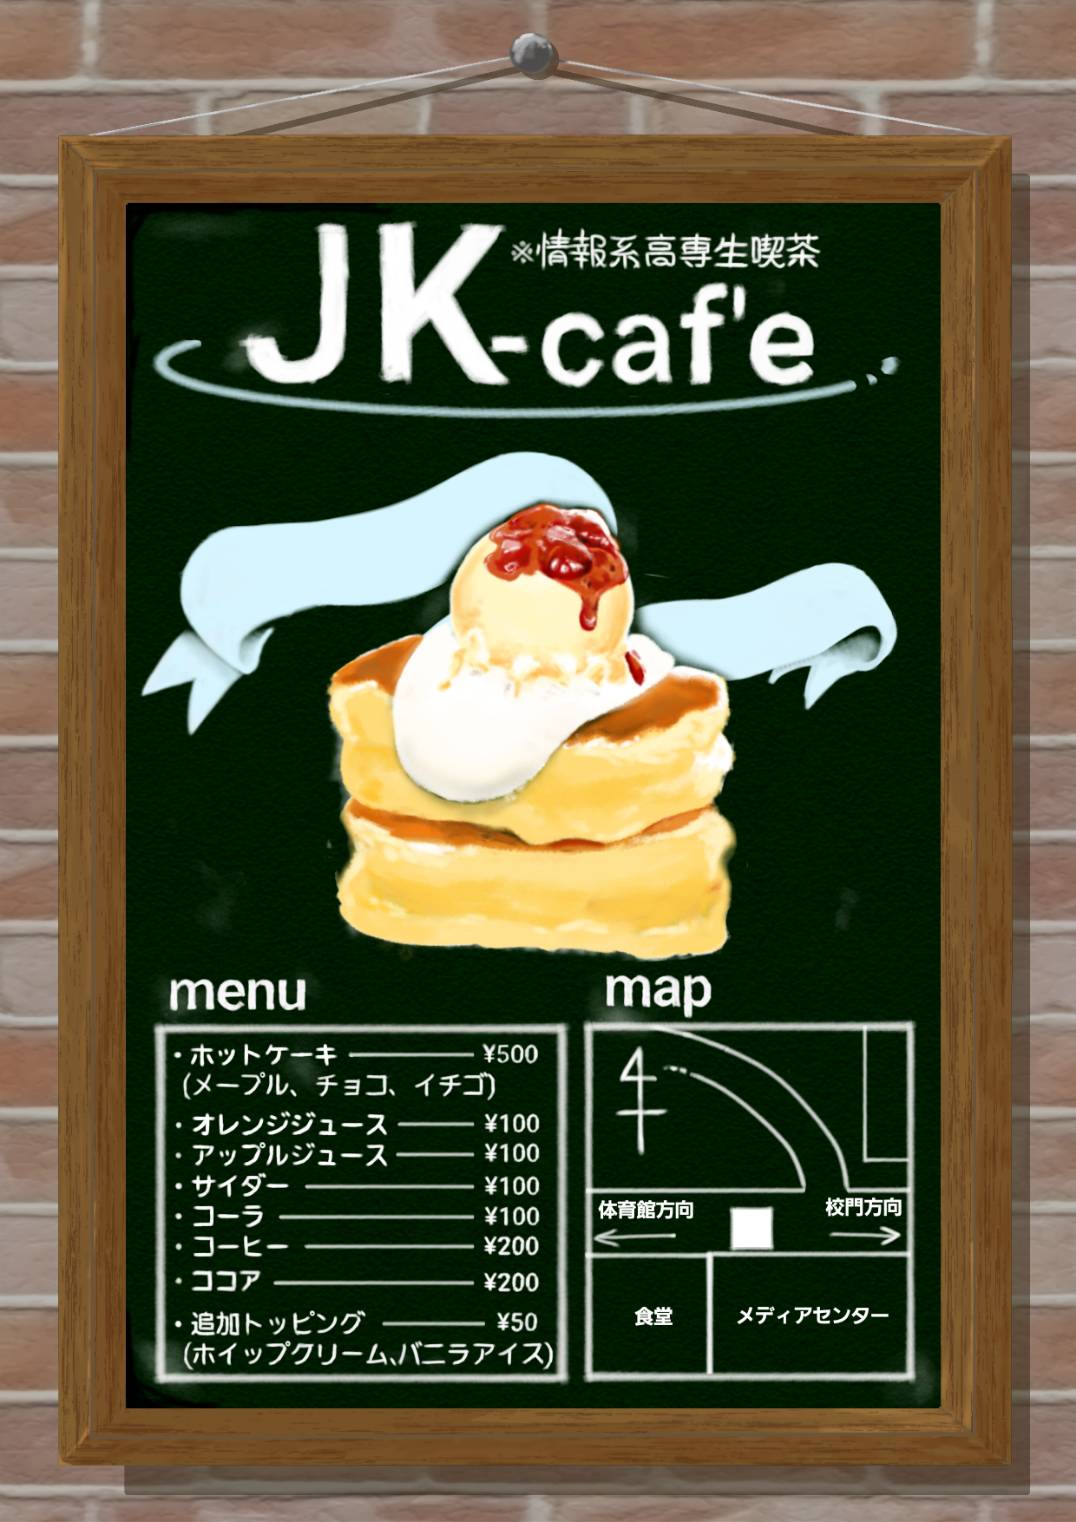 JK
※情報系高専生喫茶
-caf'e
menu
・ホットケーキ ¥500
(メープル、チョコ、イチゴ)
・オレンジジュース ¥100
・アップルジュース ¥100
・サイダー ¥100
・コーラ ¥100
・コーヒー ¥200
・ココア ¥200
・追加トッピング ¥50
(ホイップクリーム、バニラアイス)
map
体育館方向
校門方向
食堂
メディアセンター